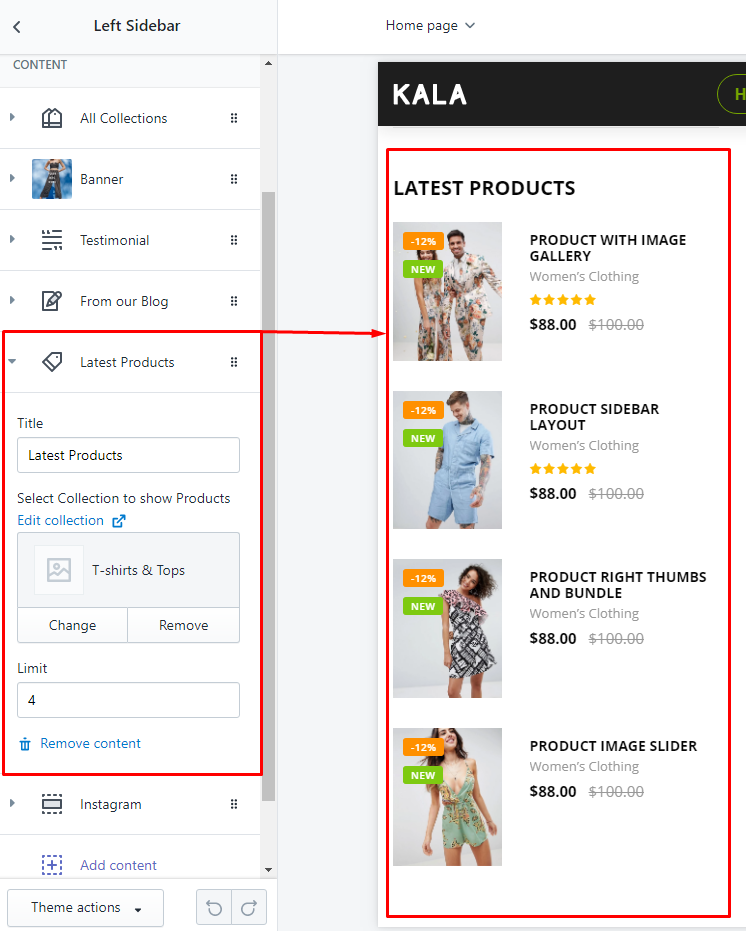 Left Sidebar
Home page
CONTENT
All Collections
Banner
Testimonial
From our Blog
Latest Products
Title
Latest Products
Select Collection to show Products
Edit collection
T-shirts & Tops
Change
Remove
Limit
4
Remove content
Instagram
Add content
Theme actions
KALA
H
LATEST PRODUCTS
-12%
NEW
PRODUCT WITH IMAGE
GALLERY
Women's Clothing
$88.00 $100.00
-12%
NEW
PRODUCT SIDEBAR
LAYOUT
Women's Clothing
$88.00 $100.00
-12%
NEW
PRODUCT RIGHT THUMBS
AND BUNDLE
Women's Clothing
$88.00 $100.00
-12%
NEW
PRODUCT IMAGE SLIDER
Women's Clothing
$88.00 $100.00